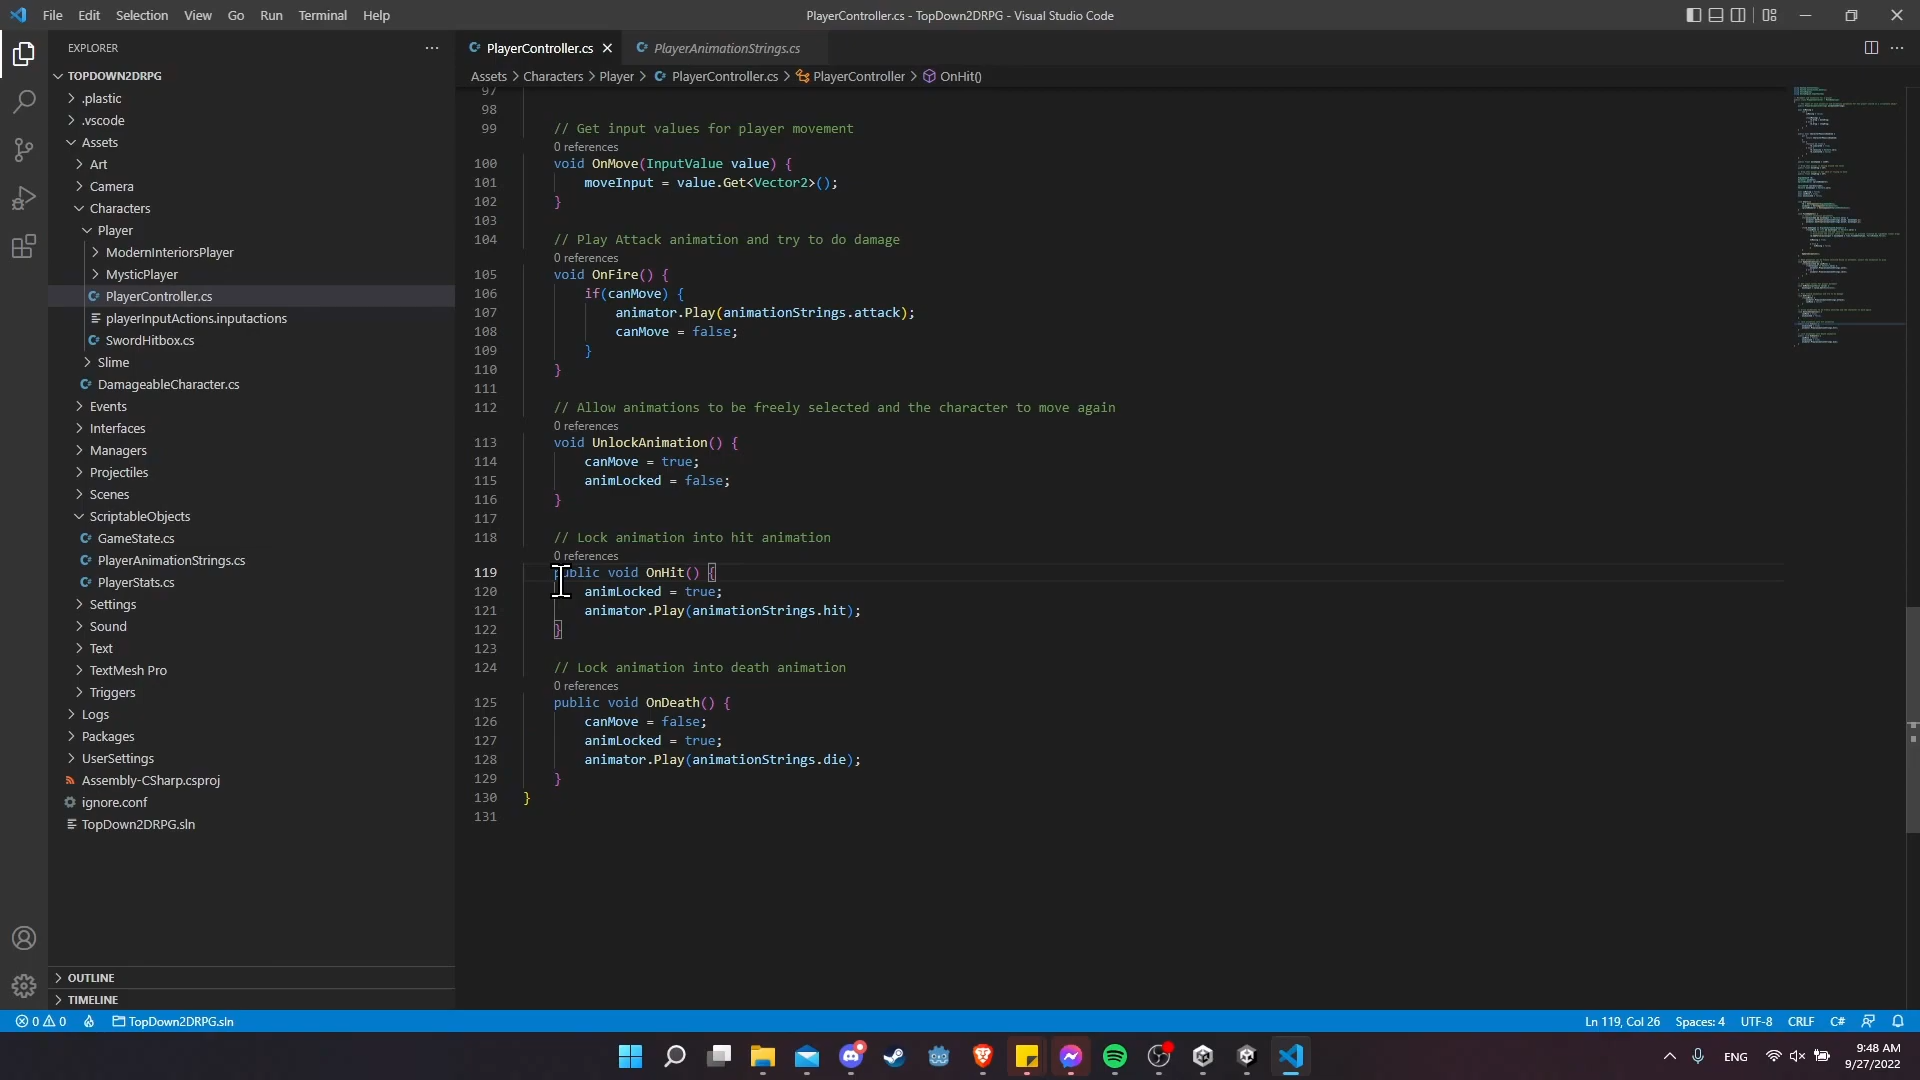 File Edit Selection View Go Run Terminal Help
PlayerController.cs - TopDown2DRPG - Visual Studio Code
EXPLORER
TOPDOWN2DRPG
.plastic
.vscode
Assets
Art
Camera
Characters
Player
ModernInteriorsPlayer
MysticPlayer
PlayerController.cs
playerInputActions.inputactions
SwordHitbox.cs
Slime
DamageableCharacter.cs
Events
Interfaces
Managers
Projectiles
Scenes
ScriptableObjects
GameState.cs
PlayerAnimationStrings.cs
PlayerStats.cs
Settings
Sound
Text
TextMesh Pro
Triggers
Logs
Packages
UserSettings
Assembly-CSharp.csproj
ignore.conf
TopDown2DRPG.sln
OUTLINE
TIMELINE
PlayerController.cs
PlayerAnimationStrings.cs
Assets > Characters > Player > PlayerController.cs > PlayerController > OnHit()
97
98
99 // Get input values for player movement
0 references
100 void OnMove(InputValue value) {
101 moveInput = value.Get<Vector2>();
102 }
103
104 // Play Attack animation and try to do damage
0 references
105 void OnFire() {
106 if(canMove) {
107 animator.Play(animationStrings.attack);
108 canMove = false;
109 }
110 }
111
112 // Allow animations to be freely selected and the character to move again
0 references
113 void UnlockAnimation() {
114 canMove = true;
115 animLocked = false;
116 }
117
118 // Lock animation into hit animation
0 references
119 public void OnHit() {
120 animLocked = true;
121 animator.Play(animationStrings.hit);
122 }
123
124 // Lock animation into death animation
0 references
125 public void OnDeath() {
126 canMove = false;
127 animLocked = true;
128 animator.Play(animationStrings.die);
129 }
130 }
131
0 0 TopDown2DRPG.sln
Ln 119, Col 26 Spaces: 4 UTF-8 CRLF C#
ENG
9:48 AM
9/27/2022